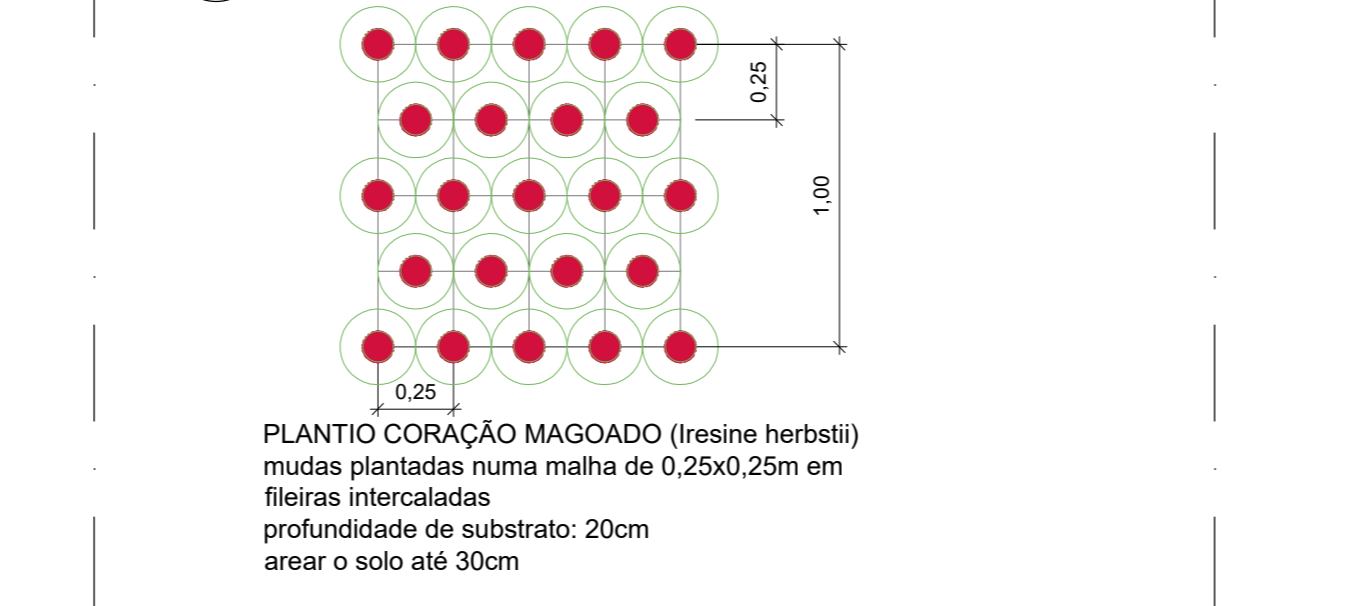 0,25
1,00
0,25
PLANTIO CORAÇÃO MAGOADO (Iresine herbstii)
mudas plantadas numa malha de 0,25x0,25m em
fileiras intercaladas
profundidade de substrato: 20cm
arear o solo até 30cm